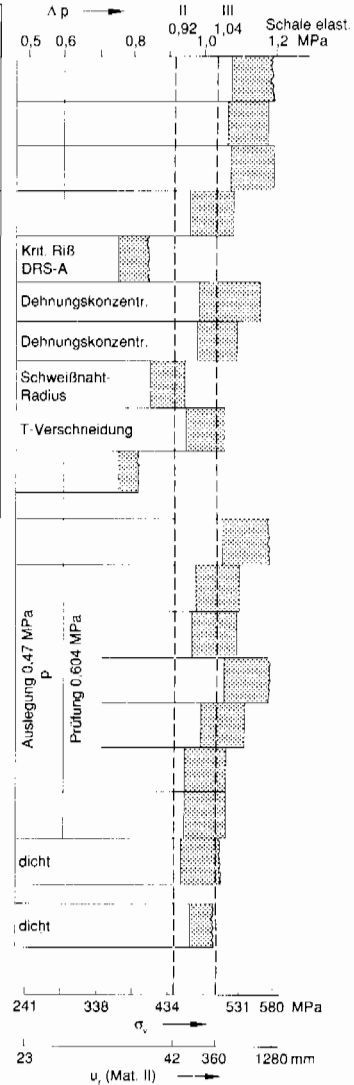 Δ p II III
0,92 1,04 Schale elast.
0,5 0,6 0,8 1,0 1,2 MPa
Krit. Riß
DRS-A
Dehnungskonzentr.
Dehnungskonzentr.
Schweißnaht-
Radius
T-Verschneidung
Auslegung 0,47 MPa
p
Prüfung 0,604 MPa
dicht
dicht
241 338 434 531 580 MPa
σv
23 42 360 1280 mm
ur (Mat. II)